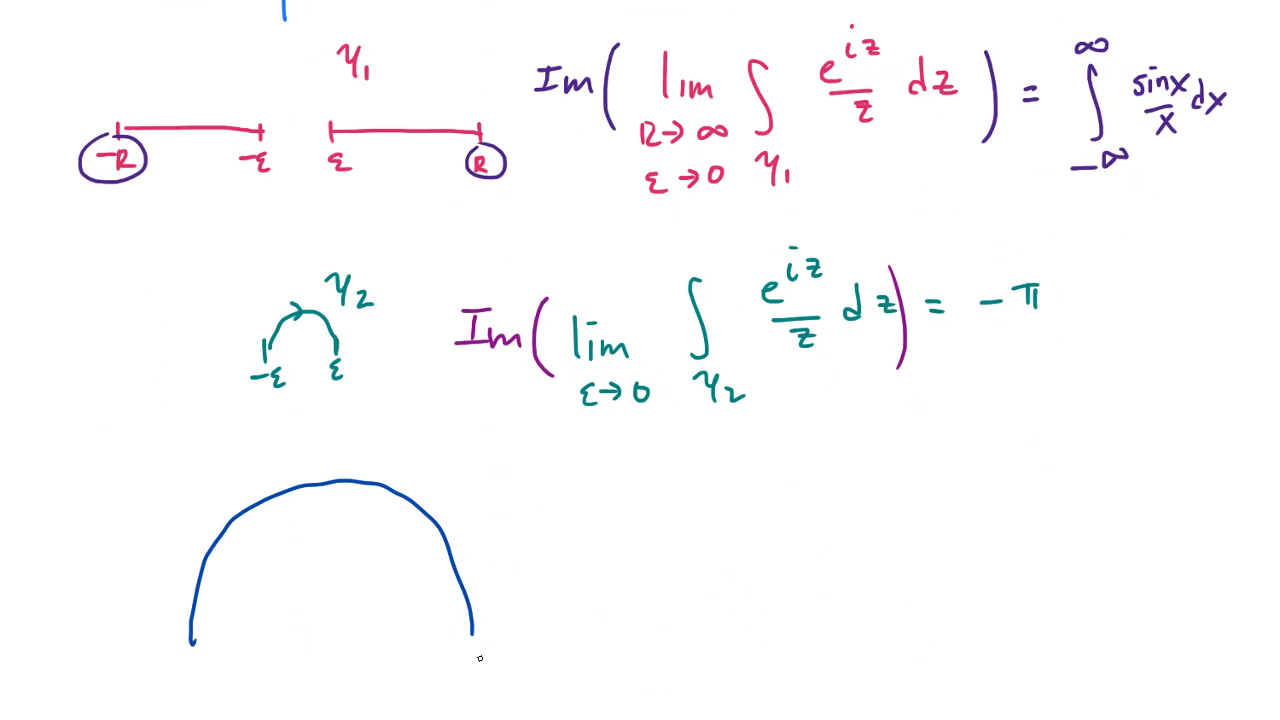 γ₁
-R -ε ε R
Im( lim R→∞ ε→0 ∫ γ₁ e^{iz}/z dz ) = ∫_{-∞}^{∞} sinx/x dx
γ₂
-ε ε
Im( lim ε→0 ∫ γ₂ e^{iz}/z dz ) = -π